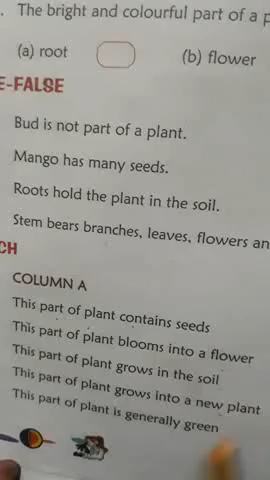 . The bright and colourful part of a
(a) root (b) flower
E-FALSE
Bud is not part of a plant.
Mango has many seeds.
Roots hold the plant in the soil.
Stem bears branches, leaves, flowers an
CH
COLUMN A
This part of plant contains seeds
This part of plant blooms into a flower
This part of plant grows in the soil
This part of plant grows into a new plant
This part of plant is generally green